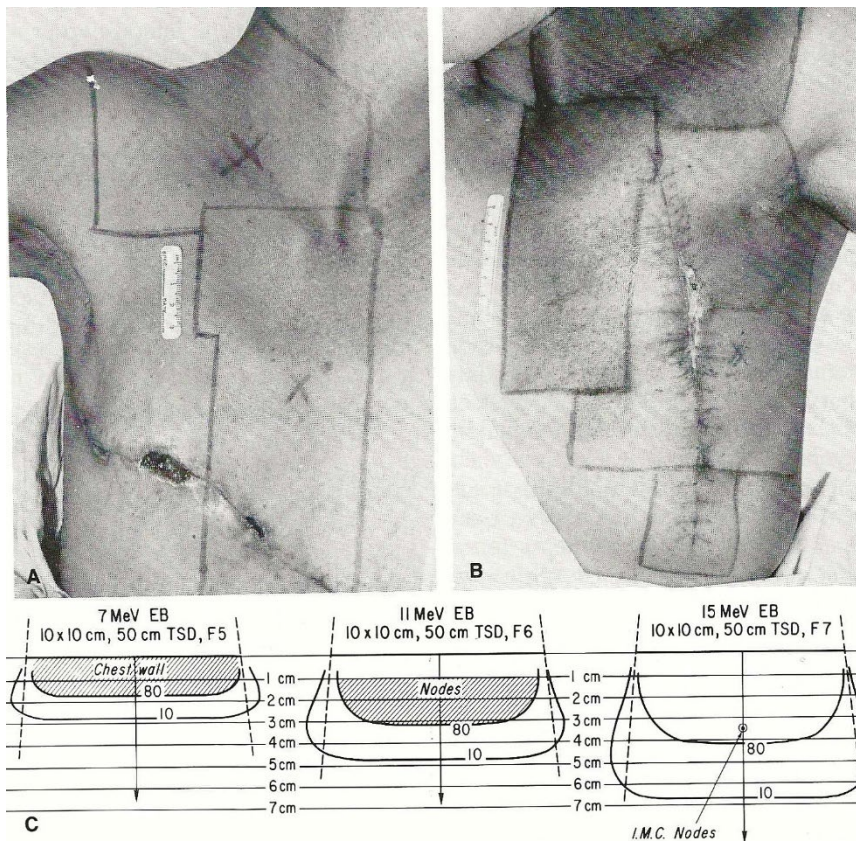 A
B
7 MeV EB
10 x 10 cm, 50 cm TSD, F5
Chest wall
80
10
11 MeV EB
10 x 10 cm, 50 cm TSD, F6
Nodes
80
10
15 MeV EB
10 x 10 cm, 50 cm TSD, F7
80
10
I.M.C. Nodes
1 cm
2 cm
3 cm
4 cm
5 cm
6 cm
7 cm
1 cm
2 cm
3 cm
4 cm
5 cm
6 cm
7 cm
C